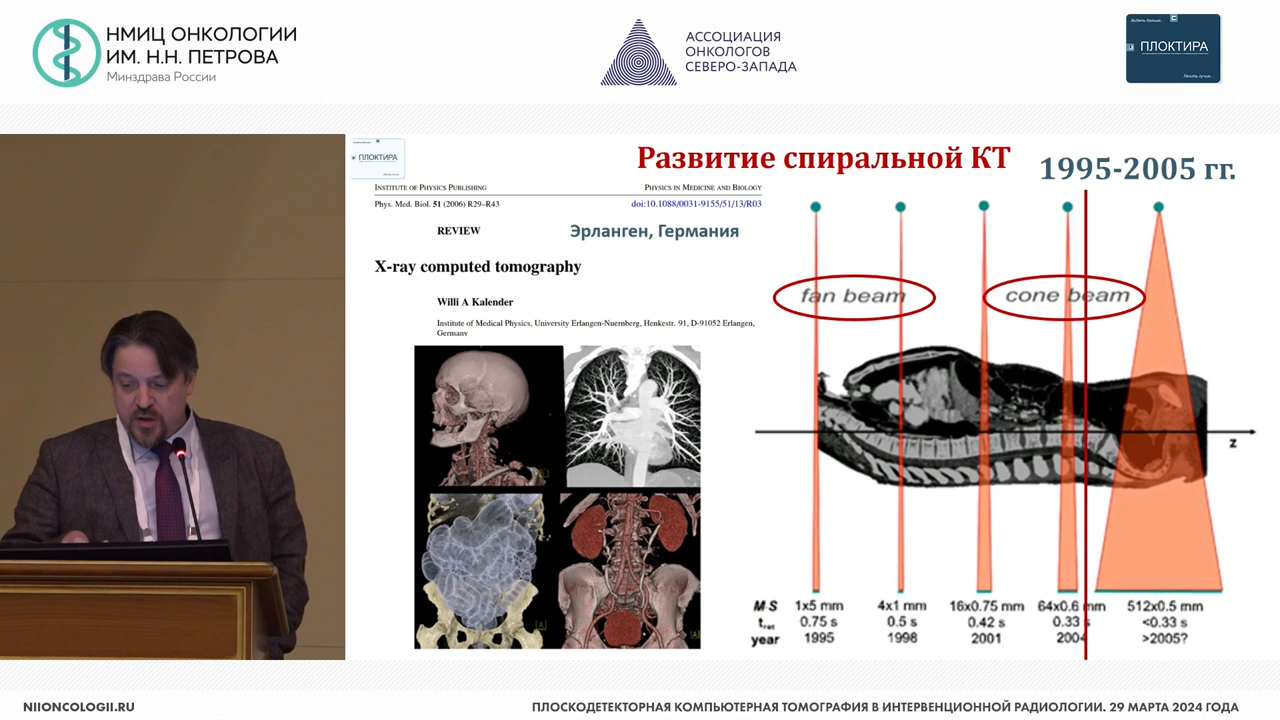 НМИЦ ОНКОЛОГИИ
ИМ. Н.Н. ПЕТРОВА
Минздрава России
АССОЦИАЦИЯ
ОНКОЛОГОВ
СЕВЕРО-ЗАПАДА
ПЛОКТИРА
ПЛОКТИРА
Развитие спиральной КТ
1995-2005 гг.
INSTITUTE OF PHYSICS PUBLISHING PHYSICS IN MEDICINE AND BIOLOGY
Phys. Med. Biol. 51 (2006) R29–R43 doi:10.1088/0031-9155/51/13/R03
REVIEW
Эрланген, Германия
X-ray computed tomography
Willi A Kalender
Institute of Medical Physics, University Erlangen-Nuernberg, Henkestr. 91, D-91052 Erlangen,
Germany
fan beam cone beam
z
M·S 1x5 mm 4x1 mm 16x0.75 mm 64x0.6 mm 512x0.5 mm
t rot 0.75 s 0.5 s 0.42 s 0.33 s <0.33 s
year 1995 1998 2001 2004 >2005?
NIIONCOLOGII.RU
ПЛОСКОДЕТЕКТОРНАЯ КОМПЬЮТЕРНАЯ ТОМОГРАФИЯ В ИНТЕРВЕНЦИОННОЙ РАДИОЛОГИИ. 29 МАРТА 2024 ГОДА